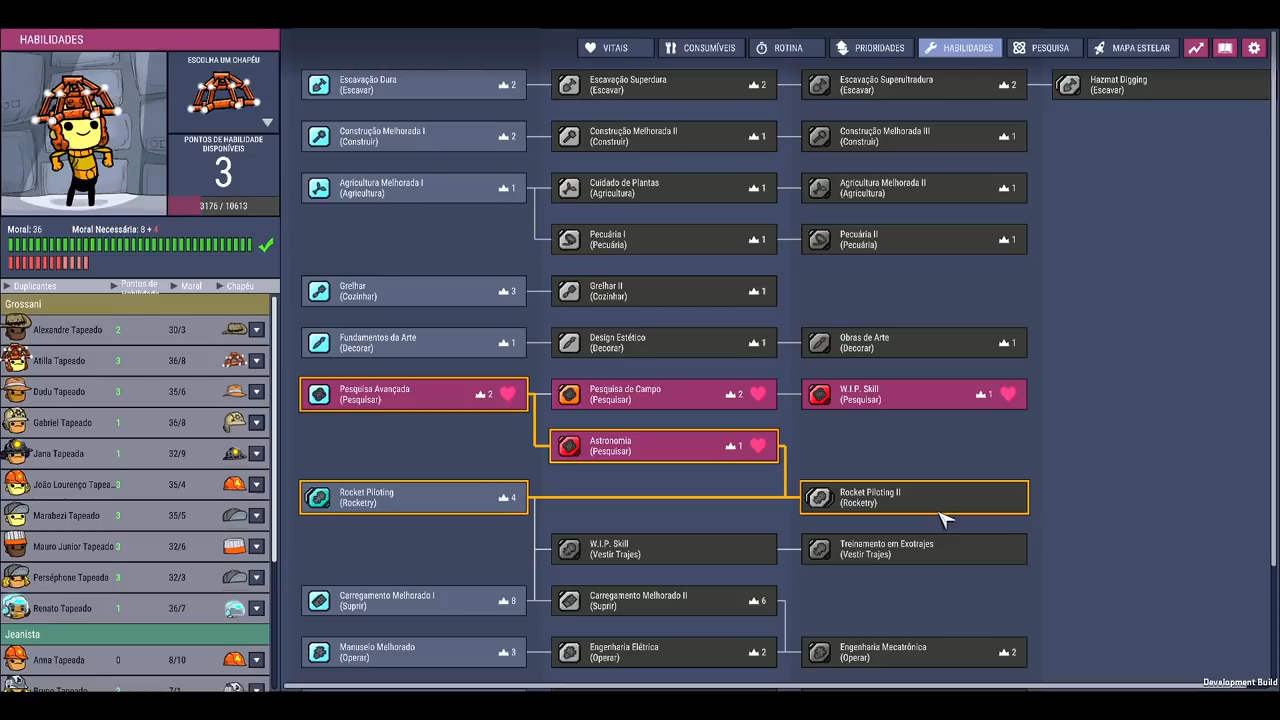 HABILIDADES
VITAIS
CONSUMÍVEIS
ROTINA
PRIORIDADES
HABILIDADES
PESQUISA
MAPA ESTELAR
ESCOLHA UM CHAPÉU
PONTOS DE HABILIDADE
DISPONÍVEIS
3
3176 / 10613
Moral: 36
Moral Necessária: 8 + 4
Duplicantes
Pontos de
Moral
Chapéu
Grossani
Alexandre Tapeado 2 30/3
Atilla Tapeado 3 36/8
Dudu Tapeado 3 35/6
Gabriel Tapeado 1 36/8
Jana Tapeada 1 32/9
João Lourenço Tapea... 3 35/4
Marabezi Tapeado 3 35/5
Mauro Junior Tapeado 3 32/6
Perséphone Tapeada 3 32/3
Renato Tapeado 1 36/7
Jeanista
Anna Tapeada 0 8/10
Escavação Dura
(Escavar)
2
Escavação Superdura
(Escavar)
2
Escavação Superultradura
(Escavar)
2
Hazmat Digging
(Escavar)
Construção Melhorada I
(Construir)
2
Construção Melhorada II
(Construir)
1
Construção Melhorada III
(Construir)
1
Agricultura Melhorada I
(Agricultura)
1
Cuidado de Plantas
(Agricultura)
1
Agricultura Melhorada II
(Agricultura)
1
Pecuária I
(Pecuária)
1
Pecuária II
(Pecuária)
1
Grelhar
(Cozinhar)
3
Grelhar II
(Cozinhar)
1
Fundamentos da Arte
(Decorar)
1
Design Estético
(Decorar)
1
Obras de Arte
(Decorar)
1
Pesquisa Avançada
(Pesquisar)
2
Pesquisa de Campo
(Pesquisar)
2
W.I.P. Skill
(Pesquisar)
1
Astronomia
(Pesquisar)
1
Rocket Piloting
(Rocketry)
4
Rocket Piloting II
(Rocketry)
W.I.P. Skill
(Vestir Trajes)
Treinamento em Exotrajes
(Vestir Trajes)
Carregamento Melhorado I
(Suprir)
8
Carregamento Melhorado II
(Suprir)
6
Manuseio Melhorado
(Operar)
3
Engenharia Elétrica
(Operar)
2
Engenharia Mecatrônica
(Operar)
2
Development Build